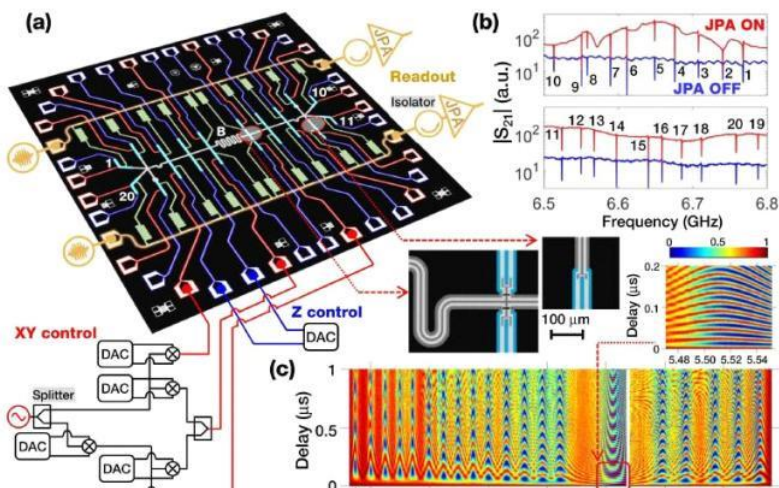 (a)
JPA
Readout
Isolator
JPA
10
11
B
1
20
Z control
DAC
XY control
DAC
DAC
Splitter
DAC
DAC
(b)
JPA ON
JPA OFF
|S21| (a.u.)
10²
10¹
10 9 8 7 6 5 4 3 2 1
10²
10¹
11 12 13 14 15 16 17 18 20 19
6.5 6.6 6.7 6.8
Frequency (GHz)
100 μm
0 0.5 1
Delay (μs)
0.2
0.1
0
5.48 5.50 5.52 5.54
(c)
Delay (μs)
1
0.5
0